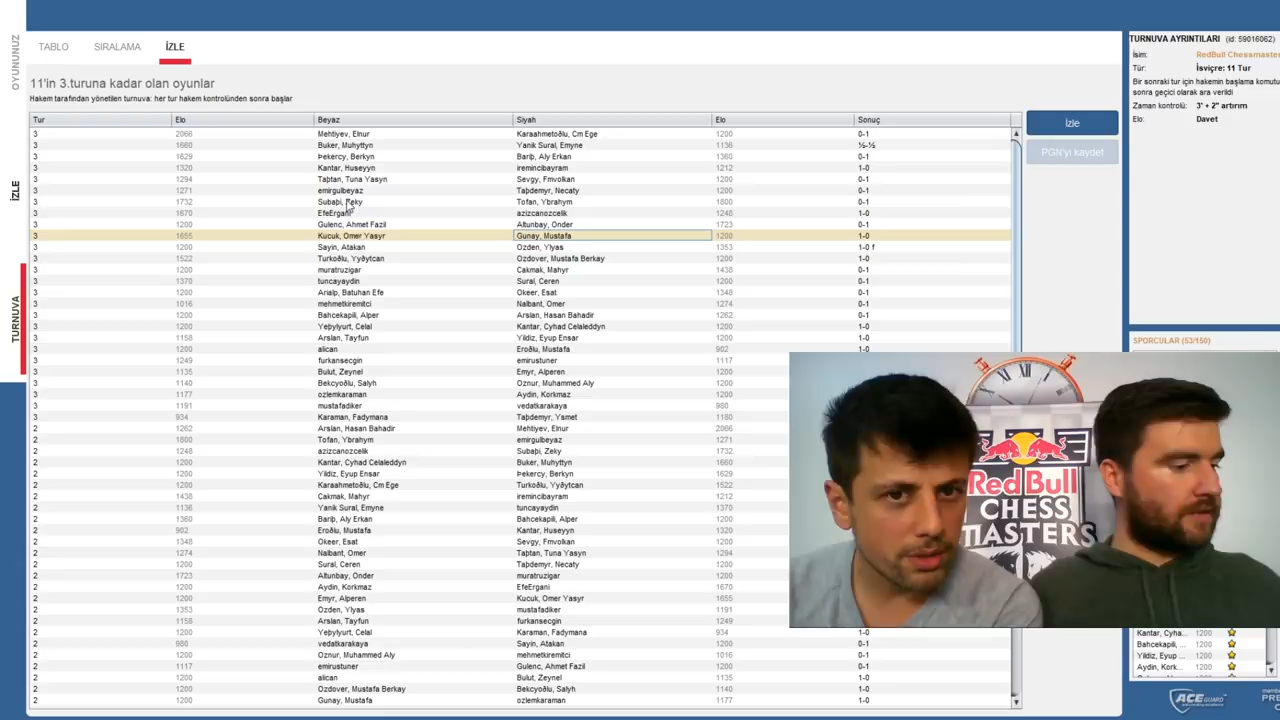 OYUNUNUZ
İZLE
TURNUVA
TABLO SIRALAMA İZLE
11'in 3.turuna kadar olan oyunlar
Hakem tarafından yönetilen turnuva: her tur hakem kontrolünden sonra başlar
Tur Elo Beyaz Siyah Elo Sonuç
3 2066 Mehtiyev, Elnur Karaahmetoðlu, Cm Ege 1200 0-1
3 1660 Buker, Muhyttyn Yanik Sural, Emyne 1136 ½-½
3 1629 Þekercy, Berkyn Bariþ, Aly Erkan 1360 0-1
3 1320 Kantar, Huseyyn iremincibayram 1212 1-0
3 1294 Taþtan, Tuna Yasyn Sevgy, Fmvolkan 1200 0-1
3 1271 emirgulbeyaz Taþdemyr, Necaty 1200 0-1
3 1732 Subaþi, Zeky Tofan, Ybrahym 1800 0-1
3 1670 EfeErgani azizcanozcelik 1248 1-0
3 1200 Gulenc, Ahmet Fazil Altunbay, Onder 1723 0-1
3 1655 Kucuk, Omer Yasyr Gunay, Mustafa 1200 1-0
3 1200 Sayin, Atakan Ozden, Ylyas 1353 1-0 f
3 1522 Turkoðlu, Yyðytcan Ozdover, Mustafa Berkay 1200 1-0
3 1200 muratruzigar Cakmak, Mahyr 1438 0-1
3 1370 tuncayaydin Sural, Ceren 1200 0-1
3 1200 Arialp, Batuhan Efe Okeer, Esat 1348 0-1
3 1016 mehmetkiremitci Nalbant, Omer 1274 0-1
3 1200 Bahcekapili, Alper Arslan, Hasan Bahadir 1262 0-1
3 1200 Yeþylyurt, Celal Kantar, Cyhad Celaleddyn 1200 1-0
3 1158 Arslan, Tayfun Yildiz, Eyup Ensar 1200 1-0
3 1200 alican Eroðlu, Mustafa 902 1-0
3 1249 furkansecgin emirustuner 1117
3 1135 Bulut, Zeynel Emyr, Alperen 1200
3 1140 Bekcyoðlu, Salyh Oznur, Muhammed Aly 1200
3 1177 ozlemkaraman Aydin, Korkmaz 1200
3 1191 mustafadiker vedatkarakaya 980
3 934 Karaman, Fadymana Taþdemyr, Ysmet 1180
2 1262 Arslan, Hasan Bahadir Mehtiyev, Elnur 2066
2 1800 Tofan, Ybrahym emirgulbeyaz 1271
2 1248 azizcanozcelik Subaþi, Zeky 1732
2 1200 Kantar, Cyhad Celaleddyn Buker, Muhyttyn 1660
2 1200 Yildiz, Eyup Ensar Þekercy, Berkyn 1629
2 1200 Karaahmetoðlu, Cm Ege Turkoðlu, Yyðytcan 1522
2 1438 Cakmak, Mahyr iremincibayram 1212
2 1136 Yanik Sural, Emyne tuncayaydin 1370
2 1360 Bariþ, Aly Erkan Bahcekapili, Alper 1200
2 902 Eroðlu, Mustafa Kantar, Huseyyn 1320
2 1348 Okeer, Esat Sevgy, Fmvolkan 1200
2 1274 Nalbant, Omer Taþtan, Tuna Yasyn 1294
2 1200 Sural, Ceren Taþdemyr, Necaty 1200
2 1723 Altunbay, Onder muratruzigar 1200
2 1200 Aydin, Korkmaz EfeErgani 1670
2 1200 Emyr, Alperen Kucuk, Omer Yasyr 1655
2 1353 Ozden, Ylyas mustafadiker 1191
2 1158 Arslan, Tayfun furkansecgin 1249
2 1200 Yeþylyurt, Celal Karaman, Fadymana 934 1-0
2 980 vedatkarakaya Sayin, Atakan 1200 0-1
2 1200 Oznur, Muhammed Aly mehmetkiremitci 1016 0-1
2 1117 emirustuner Gulenc, Ahmet Fazil 1200 0-1
2 1200 alican Bulut, Zeynel 1135 1-0
2 1200 Ozdover, Mustafa Berkay Bekcyoðlu, Salyh 1140 1-0
2 1200 Gunay, Mustafa ozlemkaraman 1177 1-0
İzle
PGN'yı kaydet
TURNUVA AYRINTILARI (id: 59016062)
İsim: RedBull Chessmaster
Tür: İsviçre: 11 Tur
Bir sonraki tur için hakemin başlama komutu
sonra geçici olarak ara verildi
Zaman kontrolü: 3' + 2" artırım
Elo: Davet
SPORCULAR (53/150)
Red Bull
CHESS
MASTERS
Kantar, Cyha... 1200
Bahcekapili, ... 1200
Yildiz, Eyup ... 1200
Aydin, Kork... 1200
ACE GUARD